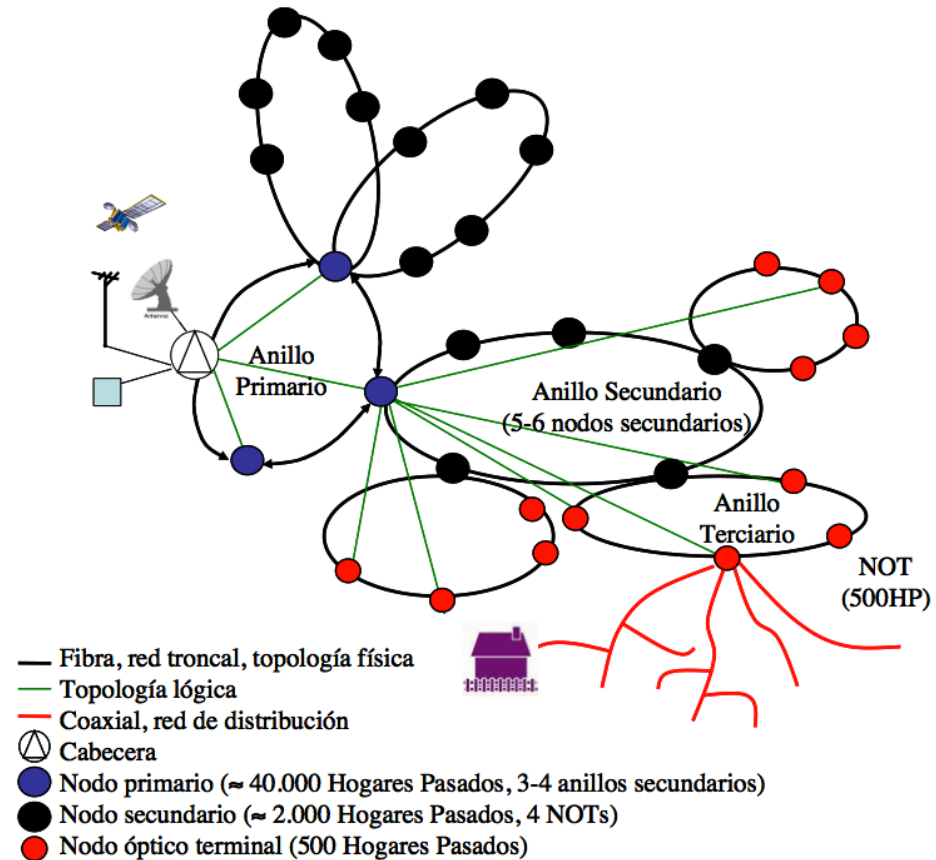 Antenna
Anillo
Primario
Anillo Secundario
(5-6 nodos secundarios)
Anillo
Terciario
NOT
(500HP)
Fibra, red troncal, topología física
Topología lógica
Coaxial, red de distribución
Cabecera
Nodo primario (≈ 40.000 Hogares Pasados, 3-4 anillos secundarios)
Nodo secundario (≈ 2.000 Hogares Pasados, 4 NOTs)
Nodo óptico terminal (500 Hogares Pasados)